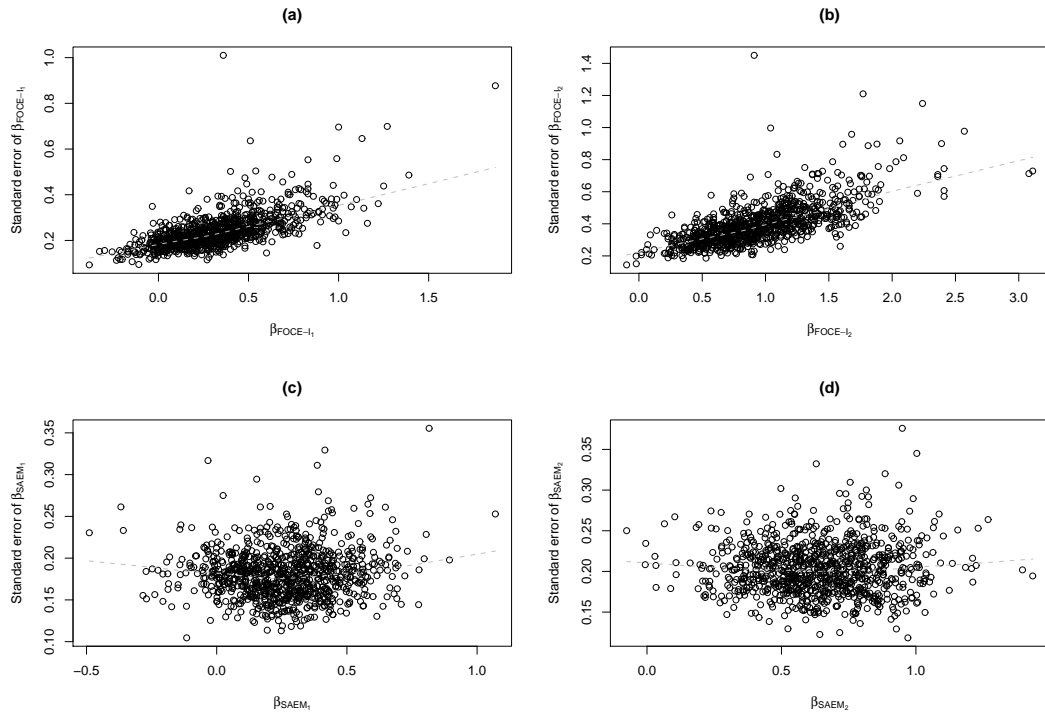 (a)
Standard error of βFOCE−I1
1.0
0.8
0.6
0.4
0.2
0.0 0.5 1.0 1.5
βFOCE−I1
(b)
Standard error of βFOCE−I2
1.4
1.2
1.0
0.8
0.6
0.4
0.2
0.0 0.5 1.0 1.5 2.0 2.5 3.0
βFOCE−I2
(c)
Standard error of βSAEM1
0.35
0.30
0.25
0.20
0.15
0.10
−0.5 0.0 0.5 1.0
βSAEM1
(d)
Standard error of βSAEM2
0.35
0.30
0.25
0.20
0.15
0.0 0.5 1.0
βSAEM2